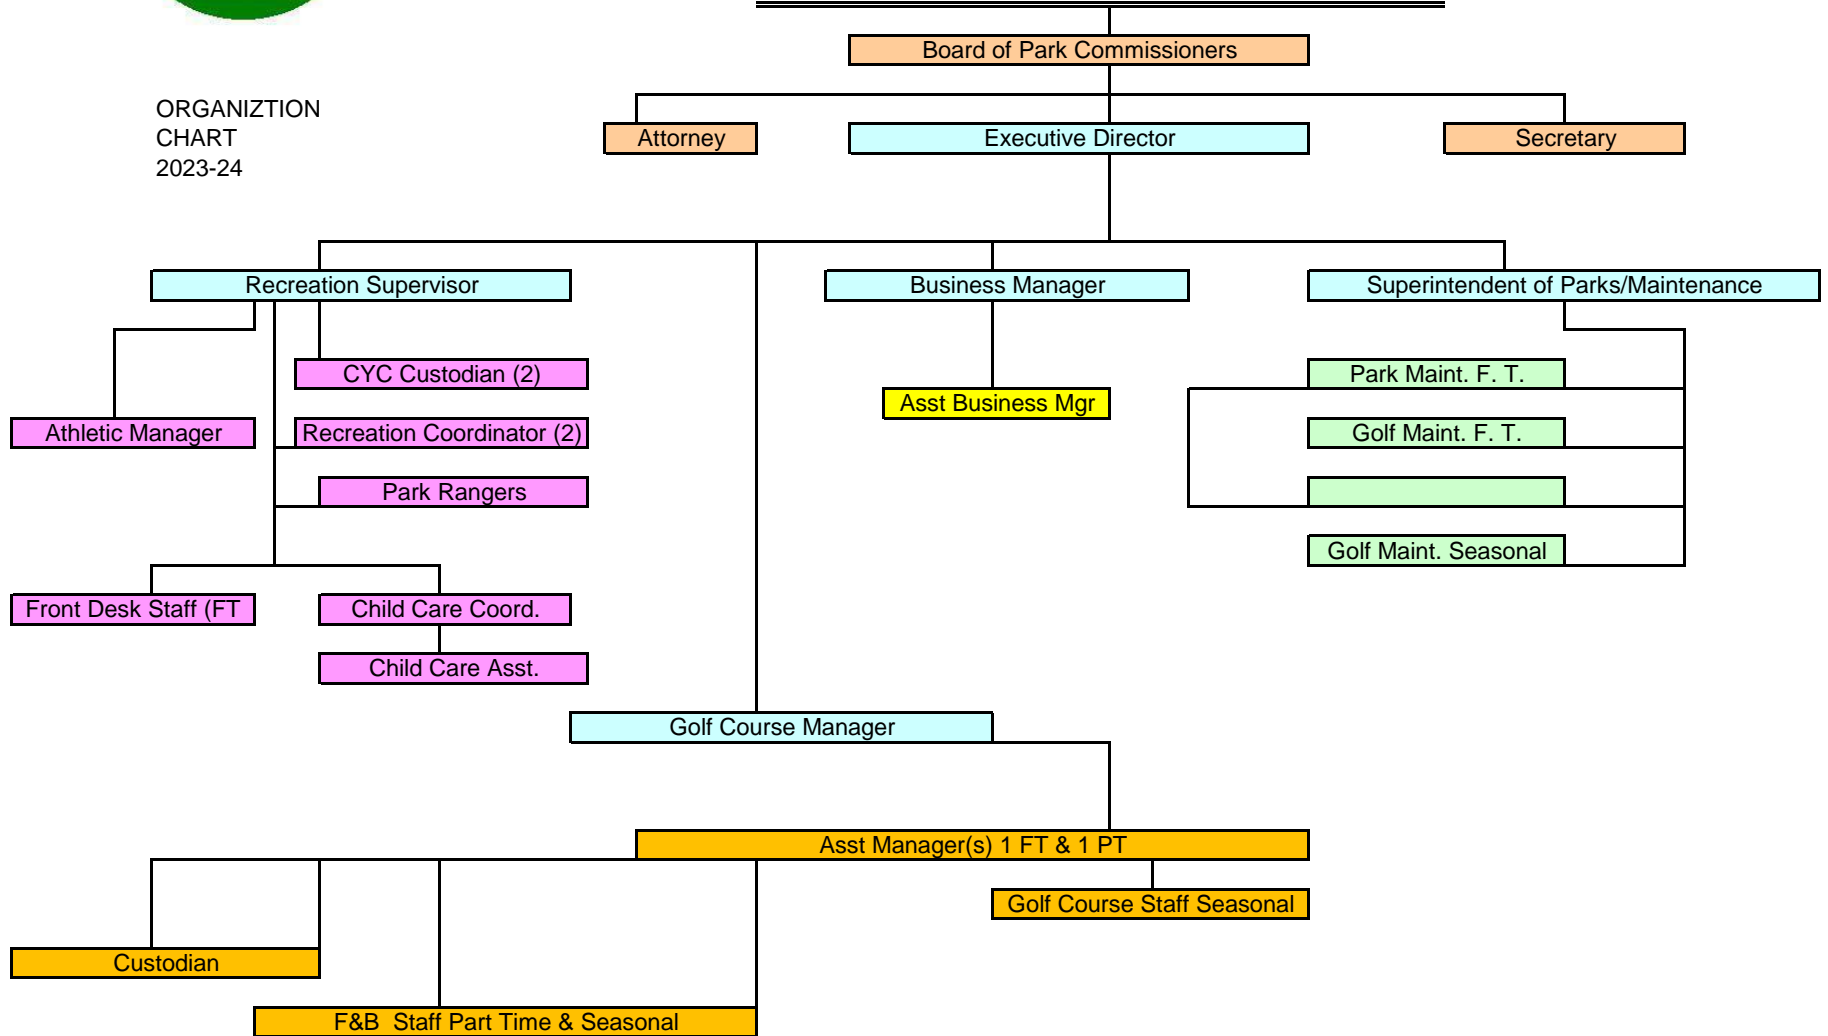 Board of Park Commissioners
ORGANIZTION
CHART
2023-24
Attorney
Executive Director
Secretary
Recreation Supervisor
Business Manager
Superintendent of Parks/Maintenance
CYC Custodian (2)
Park Maint. F. T.
Asst Business Mgr
Athletic Manager
Recreation Coordinator (2)
Golf Maint. F. T.
Park Rangers
Golf Maint. Seasonal
Front Desk Staff (FT
Child Care Coord.
Child Care Asst.
Golf Course Manager
Asst Manager(s) 1 FT & 1 PT
Golf Course Staff Seasonal
Custodian
F&B  Staff Part Time & Seasonal